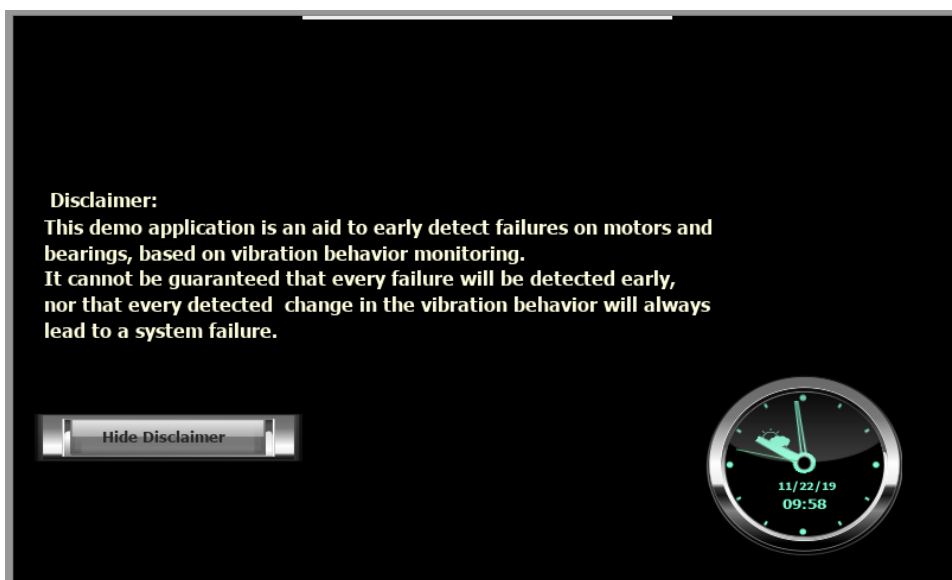 Disclaimer:
This demo application is an aid to early detect failures on motors and
bearings, based on vibration behavior monitoring.
It cannot be guaranteed that every failure will be detected early,
nor that every detected  change in the vibration behavior will always
lead to a system failure.
Hide Disclaimer
11/22/19
09:58